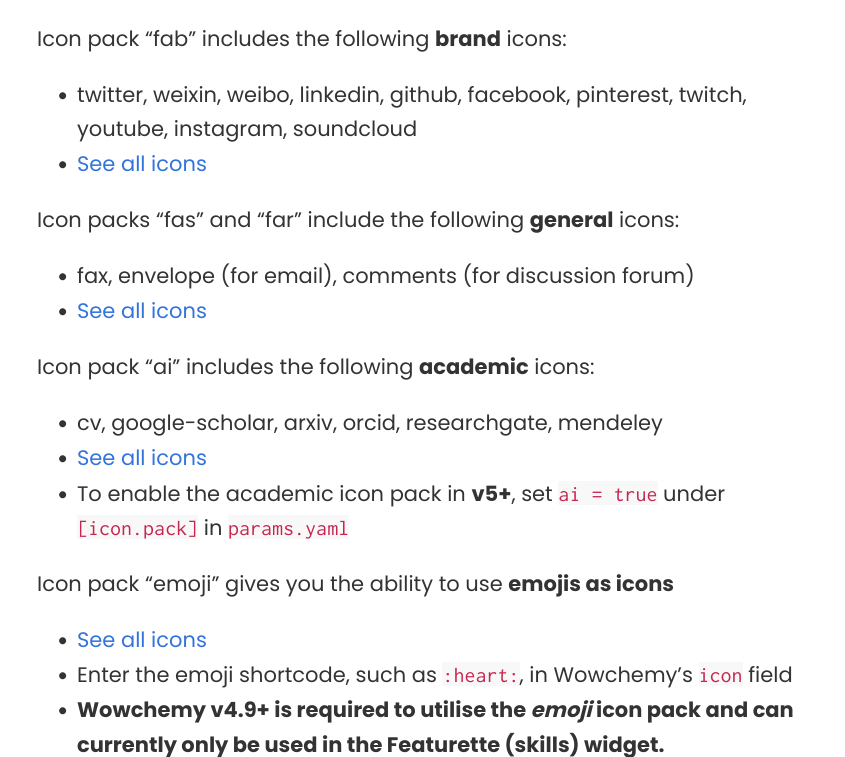 Icon pack “fab” includes the following brand icons:
• twitter, weixin, weibo, linkedin, github, facebook, pinterest, twitch,
youtube, instagram, soundcloud
• See all icons
Icon packs “fas” and “far” include the following general icons:
• fax, envelope (for email), comments (for discussion forum)
• See all icons
Icon pack “ai” includes the following academic icons:
• cv, google-scholar, arxiv, orcid, researchgate, mendeley
• See all icons
• To enable the academic icon pack in v5+, set ai = true under
[icon.pack] in params.yaml
Icon pack “emoji” gives you the ability to use emojis as icons
• See all icons
• Enter the emoji shortcode, such as :heart:, in Wowchemy’s icon field
• Wowchemy v4.9+ is required to utilise the emoji icon pack and can
currently only be used in the Featurette (skills) widget.